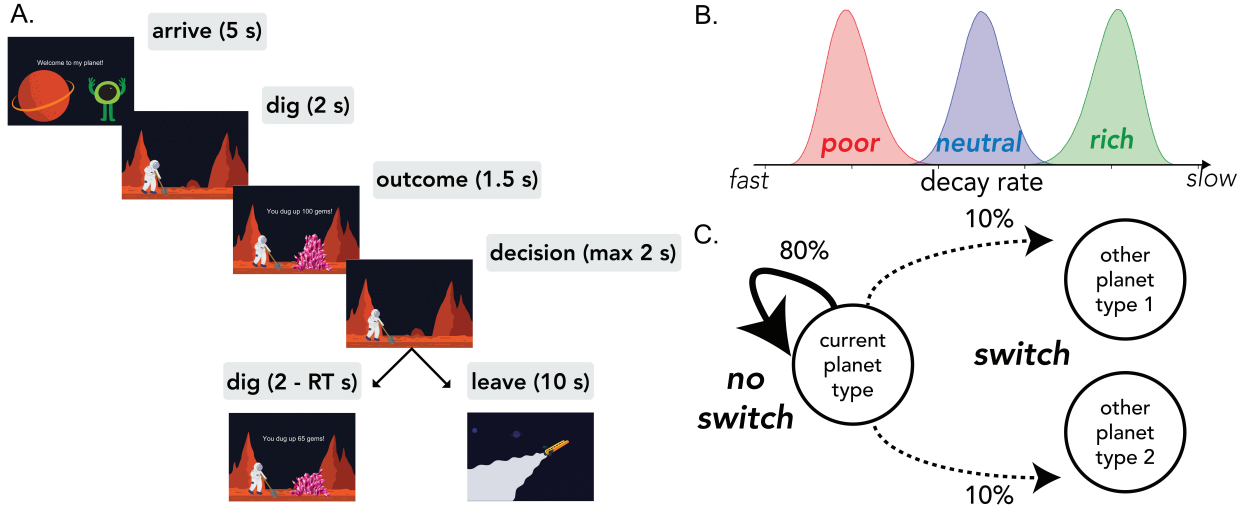 A.
arrive (5 s)
Welcome to my planet!
dig (2 s)
outcome (1.5 s)
You dug up 100 gems!
decision (max 2 s)
dig (2 - RT s)
leave (10 s)
You dug up 65 gems!
B.
poor
neutral
rich
fast
decay rate
slow
C.
80%
10%
other
planet
type 1
current
planet
type
switch
no
switch
other
planet
type 2
10%